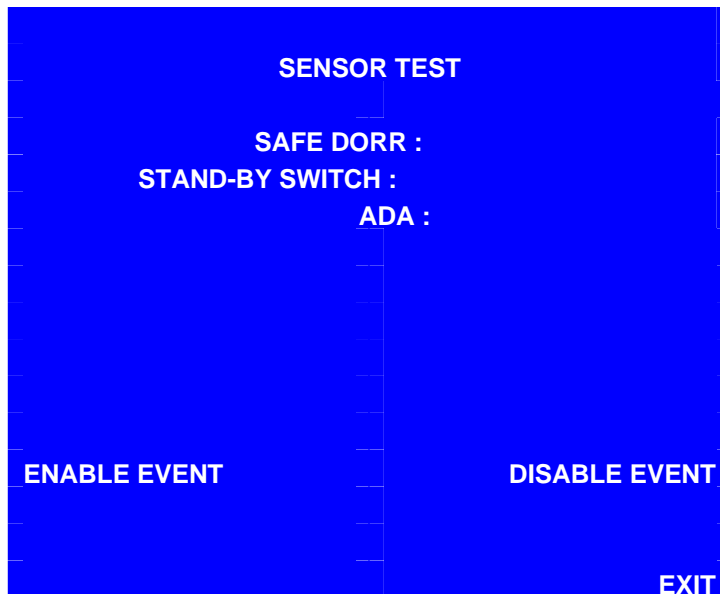 SENSOR TEST
SAFE DORR :
STAND-BY SWITCH :
ADA :
ENABLE EVENT DISABLE EVENT
EXIT